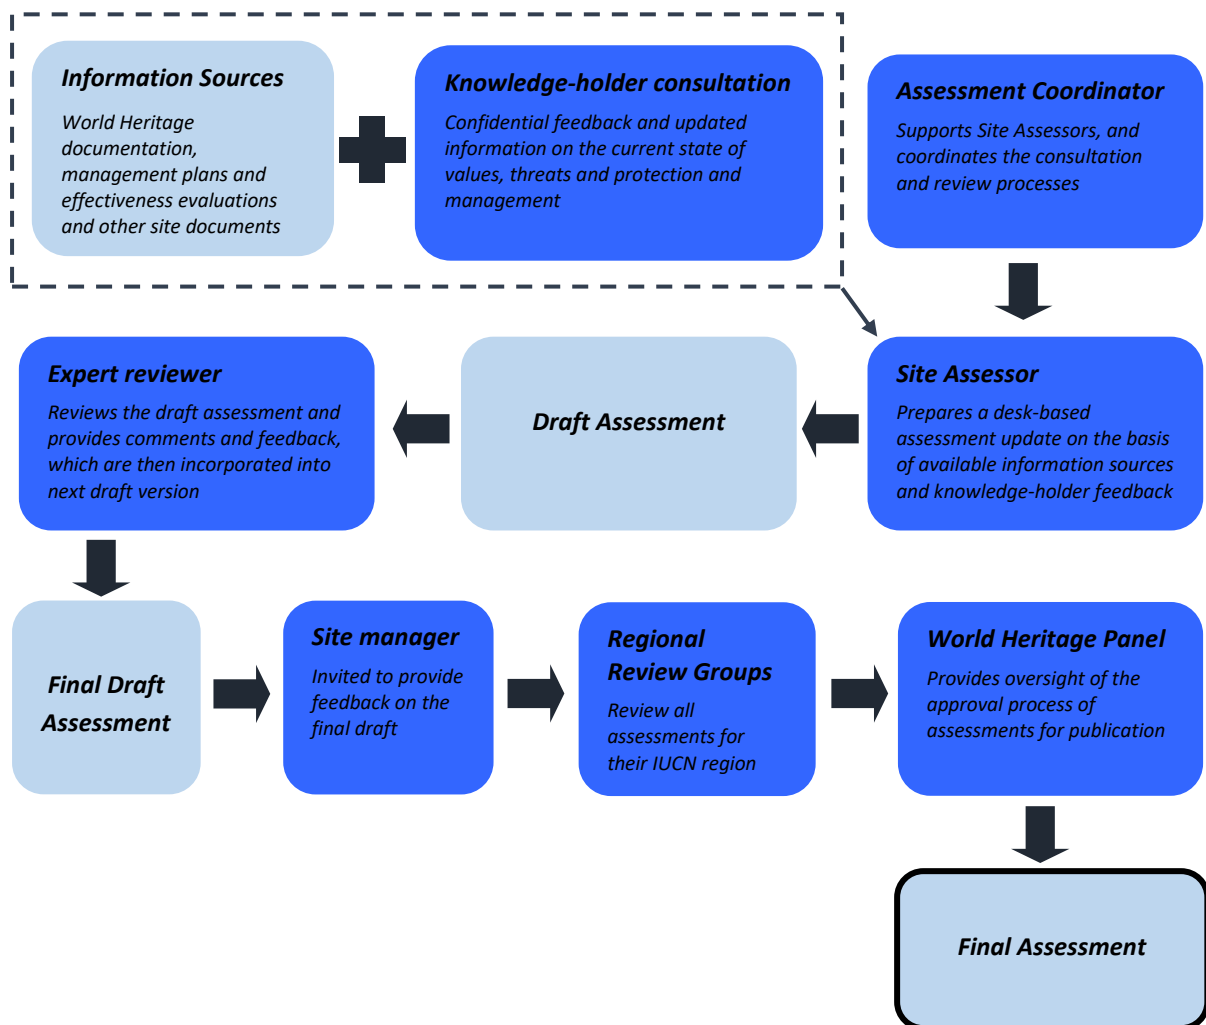 Information Sources
World Heritage
documentation,
management plans and
effectiveness evaluations
and other site documents
Knowledge-holder consultation
Confidential feedback and updated
information on the current state of
values, threats and protection and
management
Assessment Coordinator
Supports Site Assessors, and
coordinates the consultation
and review processes
Site Assessor
Prepares a desk-based
assessment update on the basis
of available information sources
and knowledge-holder feedback
Draft Assessment
Expert reviewer
Reviews the draft assessment and
provides comments and feedback,
which are then incorporated into
next draft version
Final Draft
Assessment
Site manager
Invited to provide
feedback on the
final draft
Regional
Review Groups
Review all
assessments for
their IUCN region
World Heritage Panel
Provides oversight of the
approval process of
assessments for publication
Final Assessment